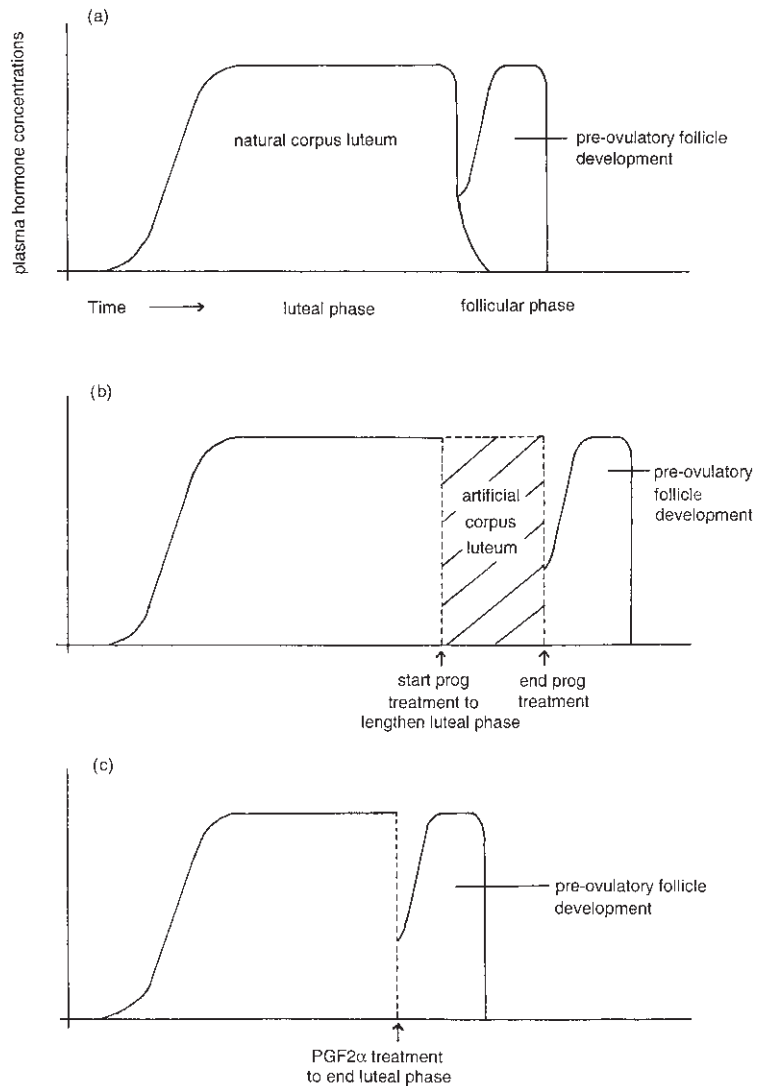 (a)
plasma hormone concentrations
natural corpus luteum
pre-ovulatory follicle
development
Time
luteal phase
follicular phase
(b)
artificial
corpus
luteum
pre-ovulatory
follicle
development
start prog
treatment to
lengthen luteal phase
end prog
treatment
(c)
pre-ovulatory follicle
development
PGF2α treatment
to end luteal phase